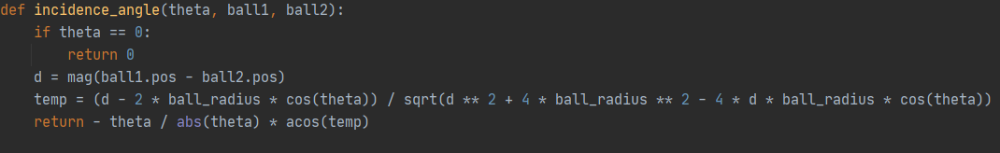 def incidence_angle(theta, ball1, ball2):
    if theta == 0:
        return 0
    d = mag(ball1.pos - ball2.pos)
    temp = (d - 2 * ball_radius * cos(theta)) / sqrt(d ** 2 + 4 * ball_radius ** 2 - 4 * d * ball_radius * cos(theta))
    return - theta / abs(theta) * acos(temp)